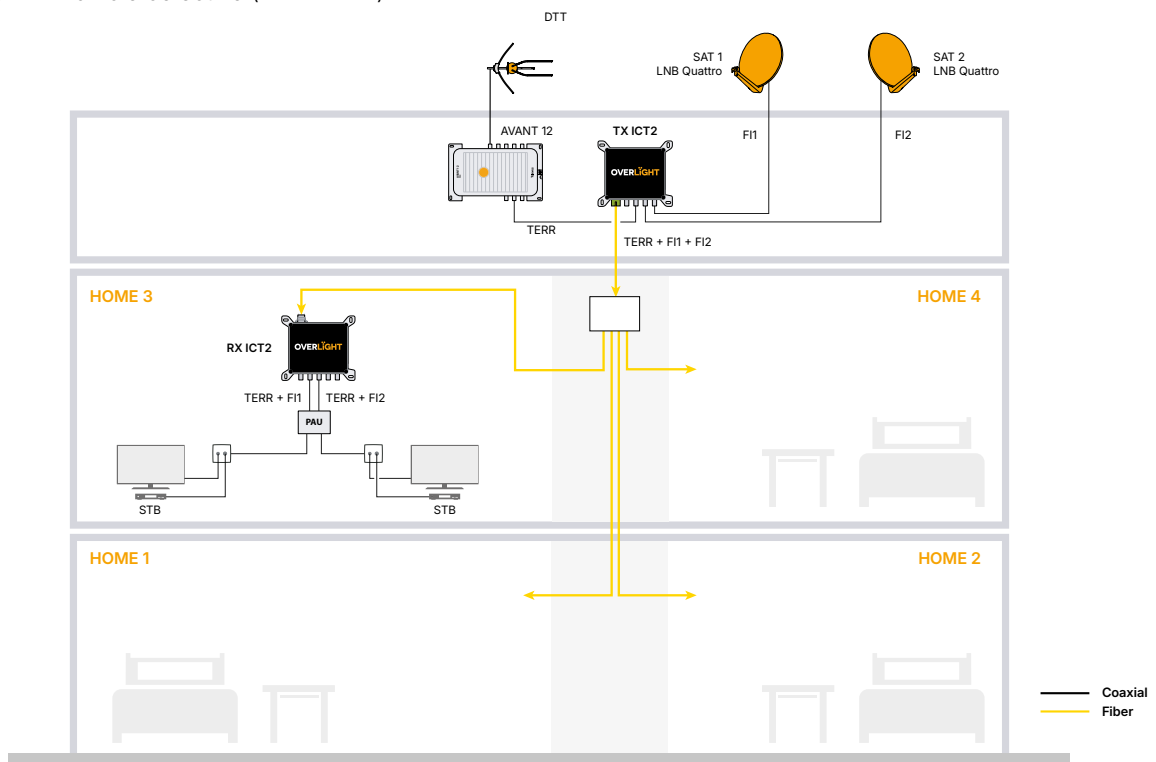 DTT
SAT 1
LNB Quattro
SAT 2
LNB Quattro
AVANT 12
TX ICT2
FI1
FI2
OVERLIGHT
TERR
TERR + FI1 + FI2
HOME 3
HOME 4
RX ICT2
OVERLIGHT
TERR + FI1
TERR + FI2
PAU
STB
STB
HOME 1
HOME 2
Coaxial
Fiber